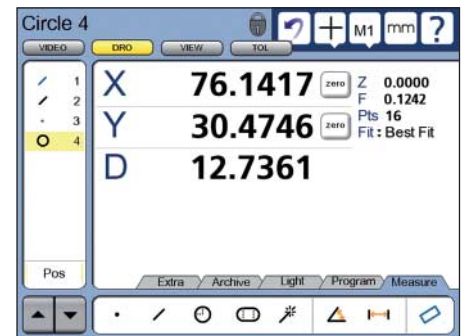 Circle 4
M1 mm ?
VIDEO DRO VIEW TOL
1
2
3
4
X 76.1417 zero
Y 30.4746 zero
D 12.7361
Z 0.0000
F 0.1242
Pts 16
Fit : Best Fit
Pos
Extra Archive Light Program Measure